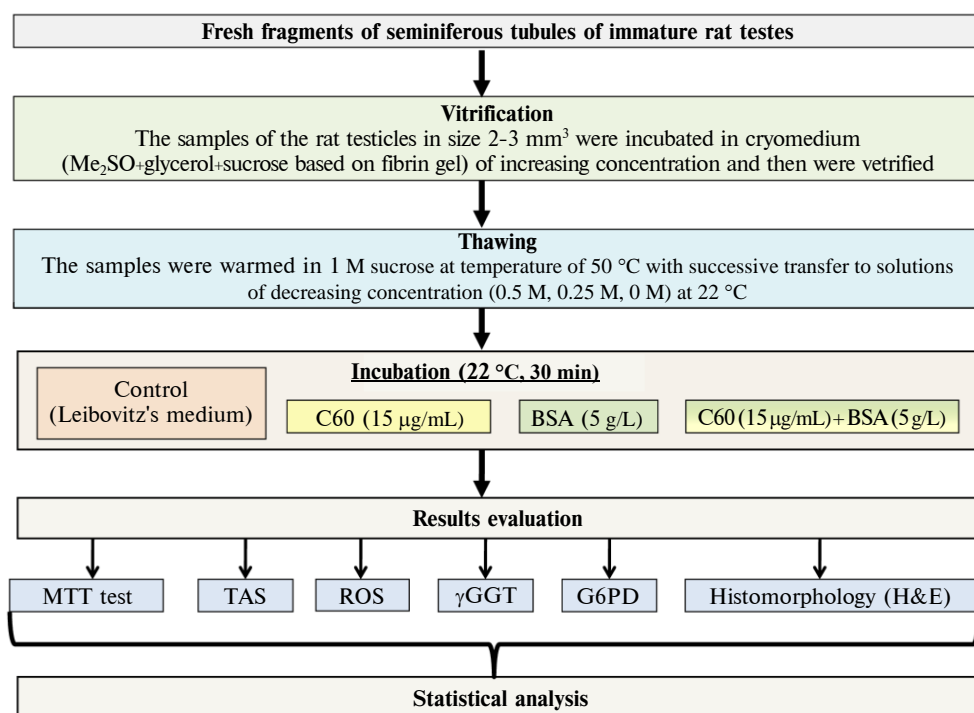 Fresh fragments of seminiferous tubules of immature rat testes
Vitrification
The samples of the rat testicles in size 2-3 mm³ were incubated in cryomedium
(Me₂SO+glycerol+sucrose based on fibrin gel) of increasing concentration and then were vetrified
Thawing
The samples were warmed in 1 M sucrose at temperature of 50 °C with successive transfer to solutions
of decreasing concentration (0.5 M, 0.25 M, 0 M) at 22 °C
Incubation (22 °C, 30 min)
Control
(Leibovitz's medium)
C60 (15 µg/mL)
BSA (5 g/L)
C60 (15 µg/mL)+BSA (5 g/L)
Results evaluation
MTT test
TAS
ROS
γGGT
G6PD
Histomorphology (H&E)
Statistical analysis